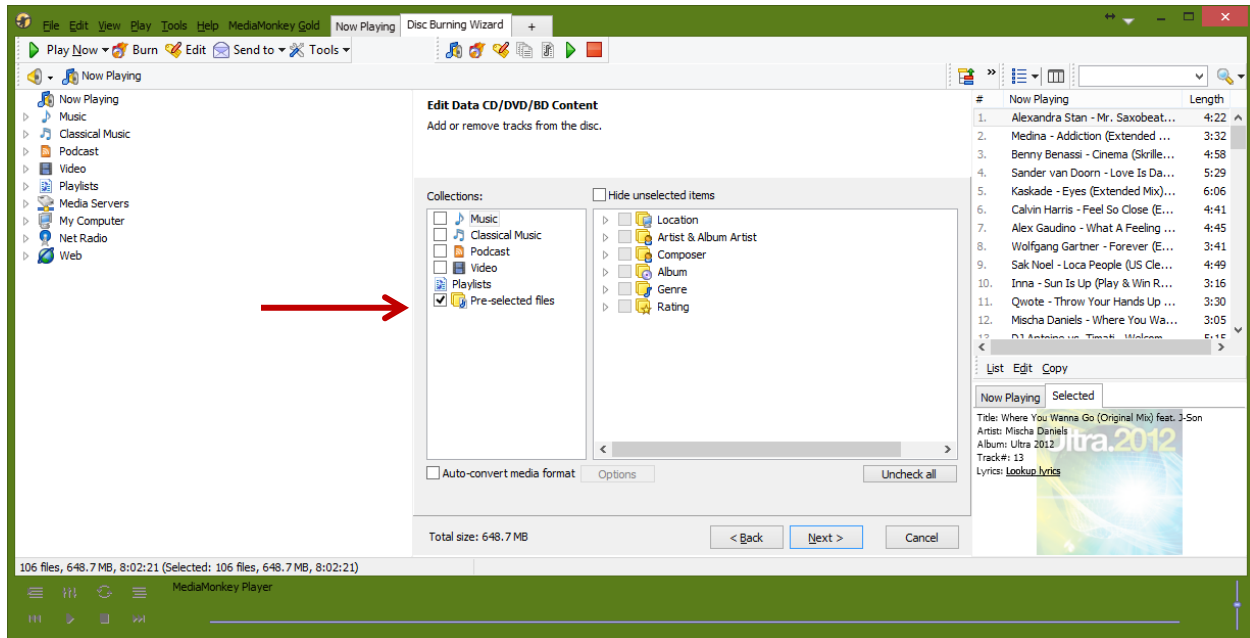 File Edit View Play Tools Help MediaMonkey Gold Now Playing Disc Burning Wizard +
Play Now Burn Edit Send to Tools
Now Playing »
Now Playing
Music
Classical Music
Podcast
Video
Playlists
Media Servers
My Computer
Net Radio
Web
Edit Data CD/DVD/BD Content
Add or remove tracks from the disc.
Collections:
Music
Classical Music
Podcast
Video
Playlists
Pre-selected files
Hide unselected items
Location
Artist & Album Artist
Composer
Album
Genre
Rating
Auto-convert media format Options Uncheck all
Total size: 648.7 MB < Back Next > Cancel
# Now Playing Length
1. Alexandra Stan - Mr. Saxobeat... 4:22
2. Medina - Addiction (Extended ... 3:32
3. Benny Benassi - Cinema (Skrille... 4:58
4. Sander van Doorn - Love Is Da... 5:29
5. Kaskade - Eyes (Extended Mix)... 6:06
6. Calvin Harris - Feel So Close (E... 4:41
7. Alex Gaudino - What A Feeling ... 4:45
8. Wolfgang Gartner - Forever (E... 3:41
9. Sak Noel - Loca People (US Cle... 4:49
10. Inna - Sun Is Up (Play & Win R... 3:16
11. Qwote - Throw Your Hands Up ... 3:30
12. Mischa Daniels - Where You Wa... 3:05
13 DJ Antoine vs. Timati - Welcom... 5:15
List Edit Copy
Now Playing Selected
Title: Where You Wanna Go (Original Mix) feat. J-Son
Artist: Mischa Daniels
Album: Ultra 2012
Track#: 13
Lyrics: Lookup lyrics
Ultra.2012
106 files, 648.7 MB, 8:02:21 (Selected: 106 files, 648.7 MB, 8:02:21)
MediaMonkey Player